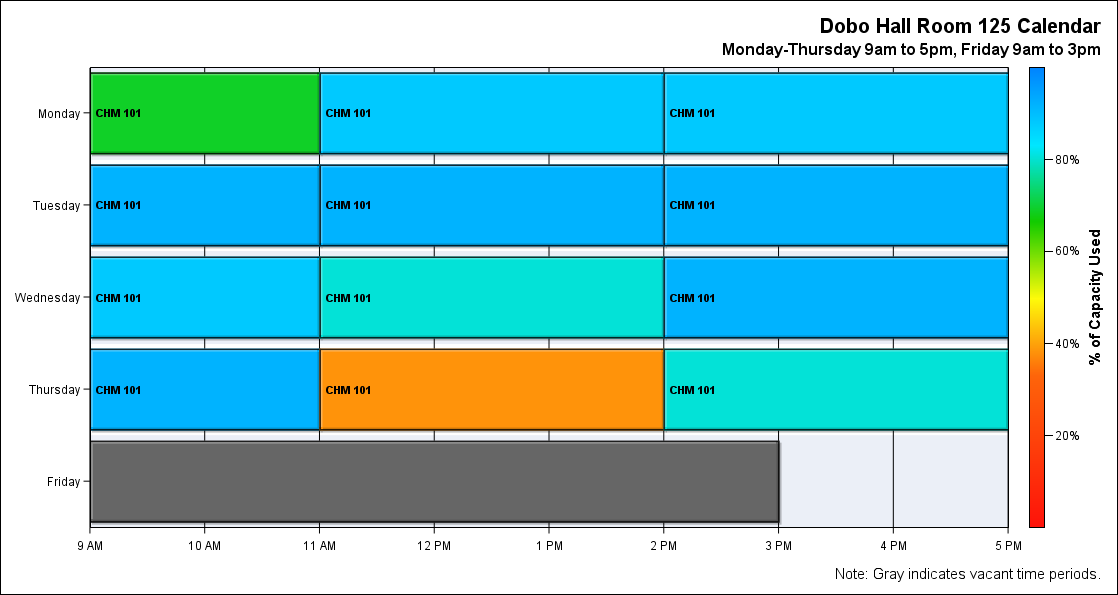 Dobo Hall Room 125 Calendar
Monday-Thursday 9am to 5pm, Friday 9am to 3pm
Monday
CHM 101
CHM 101
CHM 101
Tuesday
CHM 101
CHM 101
CHM 101
Wednesday
CHM 101
CHM 101
CHM 101
Thursday
CHM 101
CHM 101
CHM 101
Friday
9 AM
10 AM
11 AM
12 PM
1 PM
2 PM
3 PM
4 PM
5 PM
80%
60%
40%
20%
% of Capacity Used
Note: Gray indicates vacant time periods.